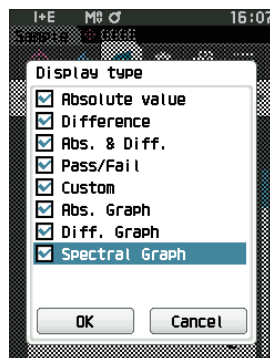 I+E M0 16:07
Sample
Display type
Absolute value
Difference
Abs. & Diff.
Pass/Fail
Custom
Abs. Graph
Diff. Graph
Spectral Graph
OK Cancel